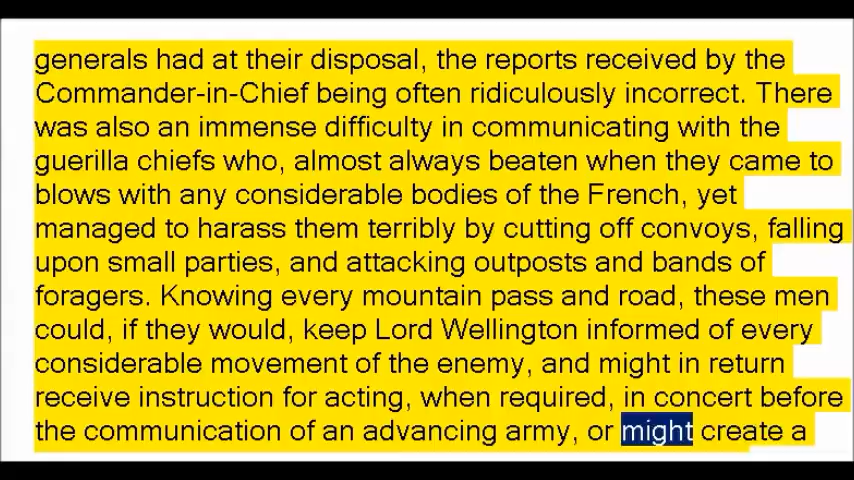 generals had at their disposal, the reports received by the
Commander-in-Chief being often ridiculously incorrect. There
was also an immense difficulty in communicating with the
guerilla chiefs who, almost always beaten when they came to
blows with any considerable bodies of the French, yet
managed to harass them terribly by cutting off convoys, falling
upon small parties, and attacking outposts and bands of
foragers. Knowing every mountain pass and road, these men
could, if they would, keep Lord Wellington informed of every
considerable movement of the enemy, and might in return
receive instruction for acting, when required, in concert before
the communication of an advancing army, or might create a